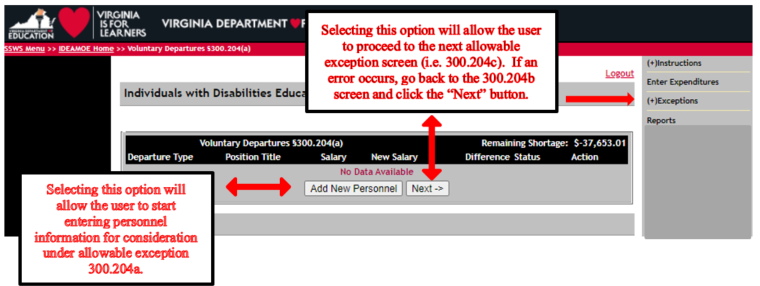 VIRGINIA
IS FOR
LEARNERS
EDUCATION
VIRGINIA DEPARTMENT
SSWS Menu >> IDEAMOE Home >> Voluntary Departures §300.204(a)
Selecting this option will allow the user
to proceed to the next allowable
exception screen (i.e. 300.204c). If an
error occurs, go back to the 300.204b
screen and click the “Next” button.
Logout
(+)Instructions
Enter Expenditures
(+)Exceptions
Reports
Individuals with Disabilities Educa
Voluntary Departures §300.204(a) Remaining Shortage: $-37,653.01
Departure Type Position Title Salary New Salary Difference Status Action
No Data Available
Add New Personnel Next ->
Selecting this option will
allow the user to start
entering personnel
information for consideration
under allowable exception
300.204a.